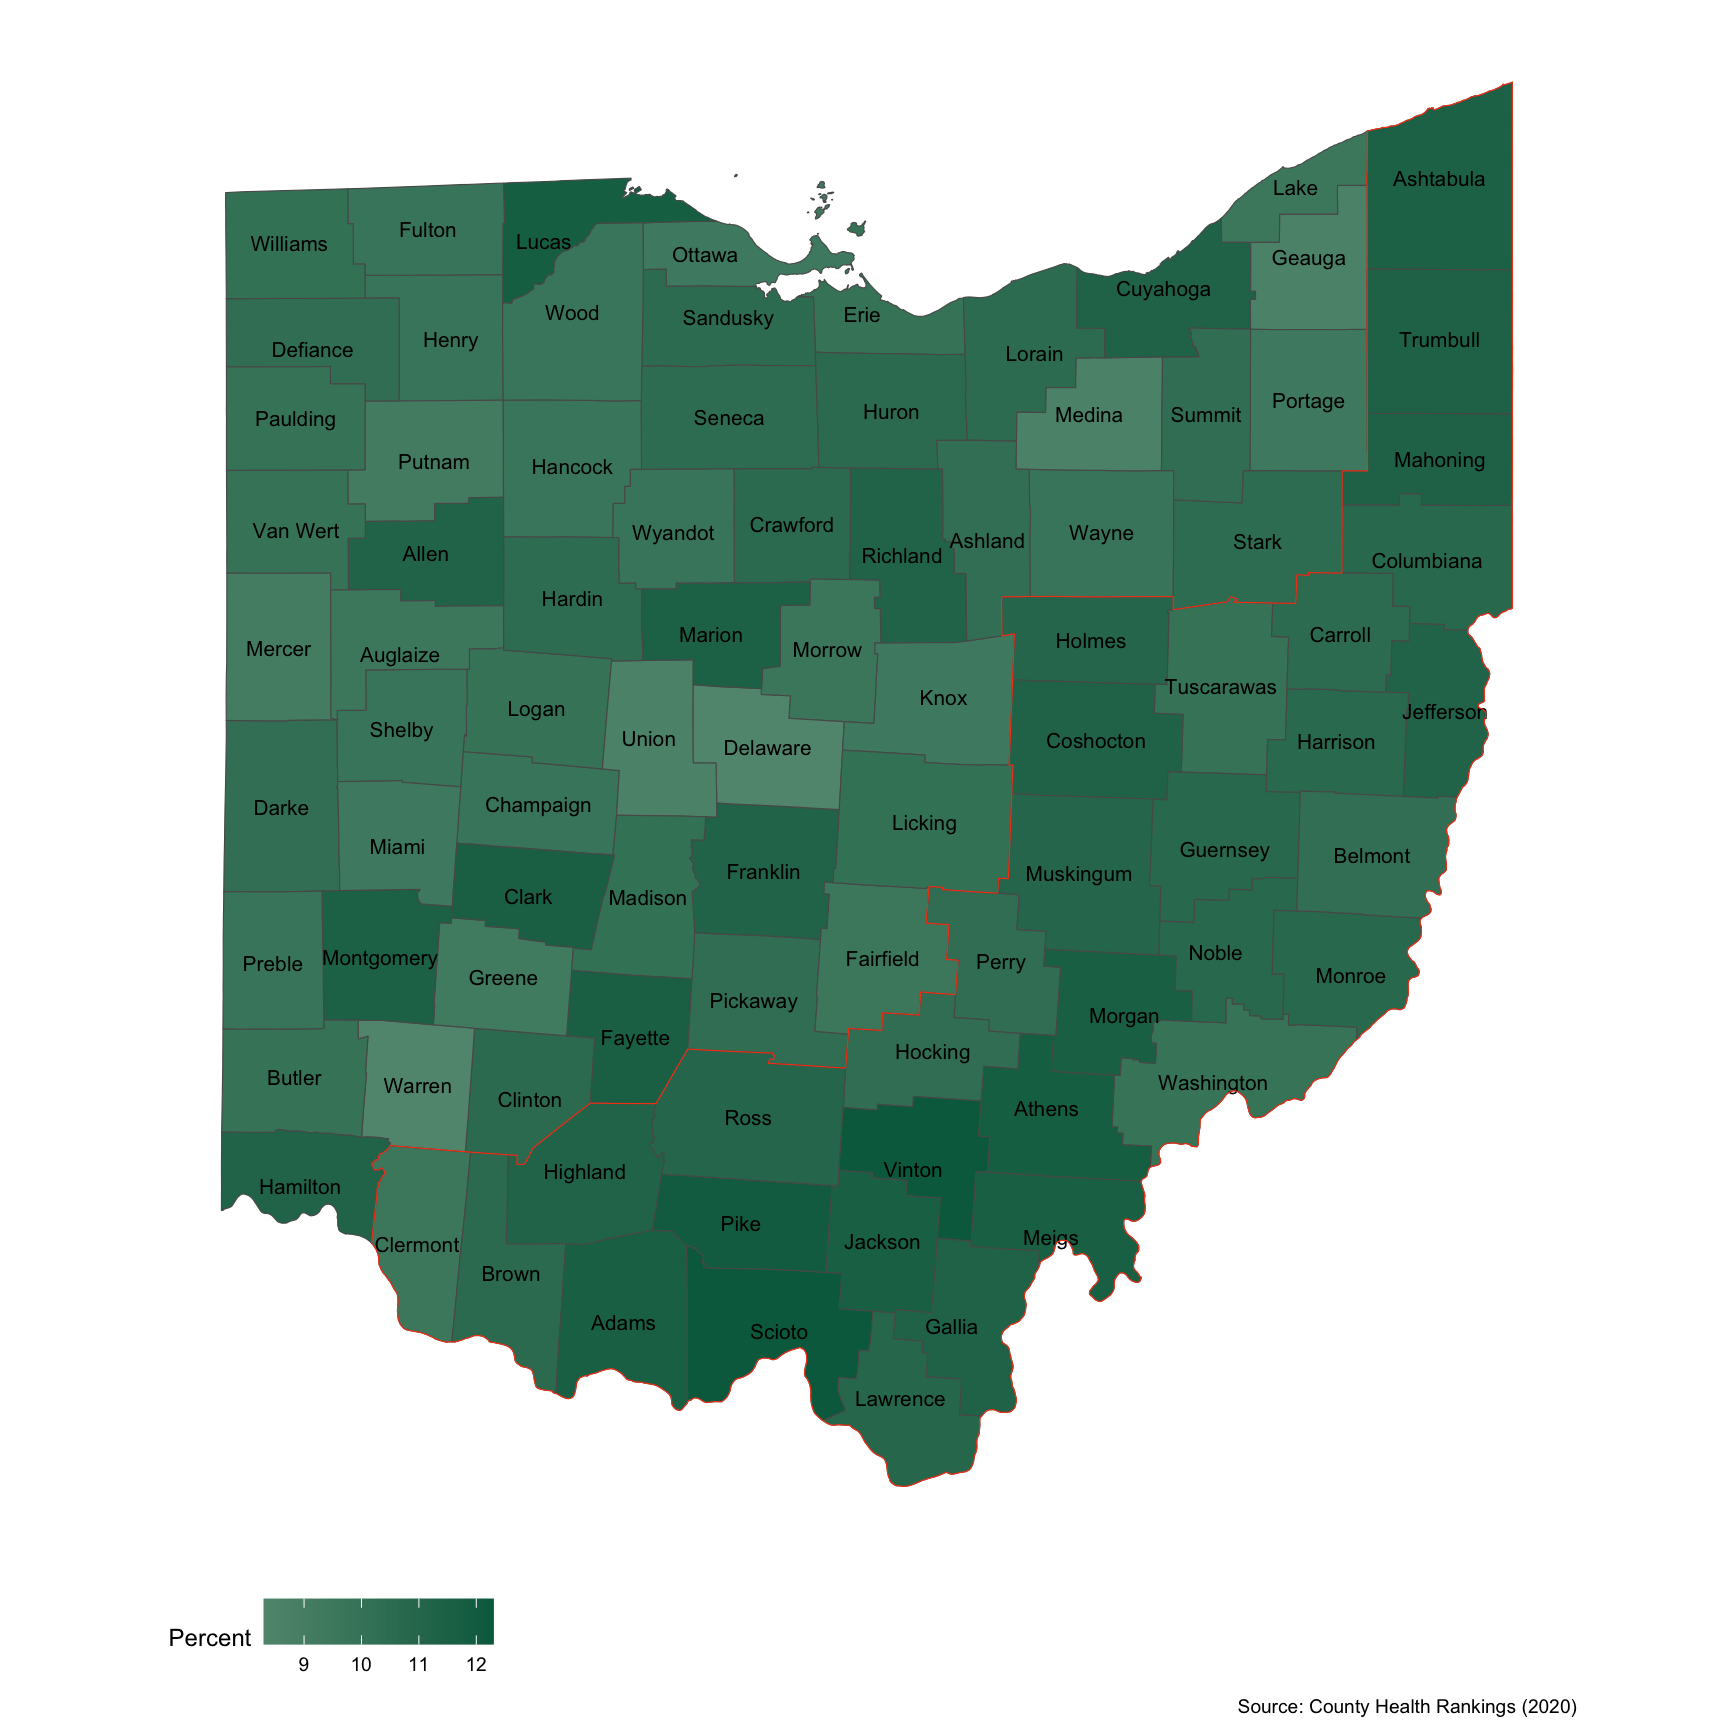 Ashtabula
Lake
Williams
Fulton
Lucas
Ottawa
Geauga
Cuyahoga
Wood
Sandusky
Erie
Henry
Defiance
Lorain
Trumbull
Paulding
Seneca
Huron
Medina
Summit
Portage
Putnam
Hancock
Mahoning
Van Wert
Allen
Wyandot
Crawford
Richland
Ashland
Wayne
Stark
Columbiana
Hardin
Mercer
Auglaize
Marion
Morrow
Holmes
Carroll
Shelby
Logan
Union
Delaware
Knox
Coshocton
Tuscarawas
Harrison
Jefferson
Darke
Miami
Champaign
Licking
Guernsey
Belmont
Clark
Madison
Franklin
Muskingum
Preble
Montgomery
Greene
Pickaway
Fairfield
Perry
Noble
Monroe
Fayette
Morgan
Butler
Warren
Clinton
Hocking
Washington
Ross
Athens
Hamilton
Highland
Vinton
Clermont
Pike
Jackson
Meigs
Brown
Adams
Scioto
Gallia
Lawrence
Percent
9 10 11 12
Source: County Health Rankings (2020)